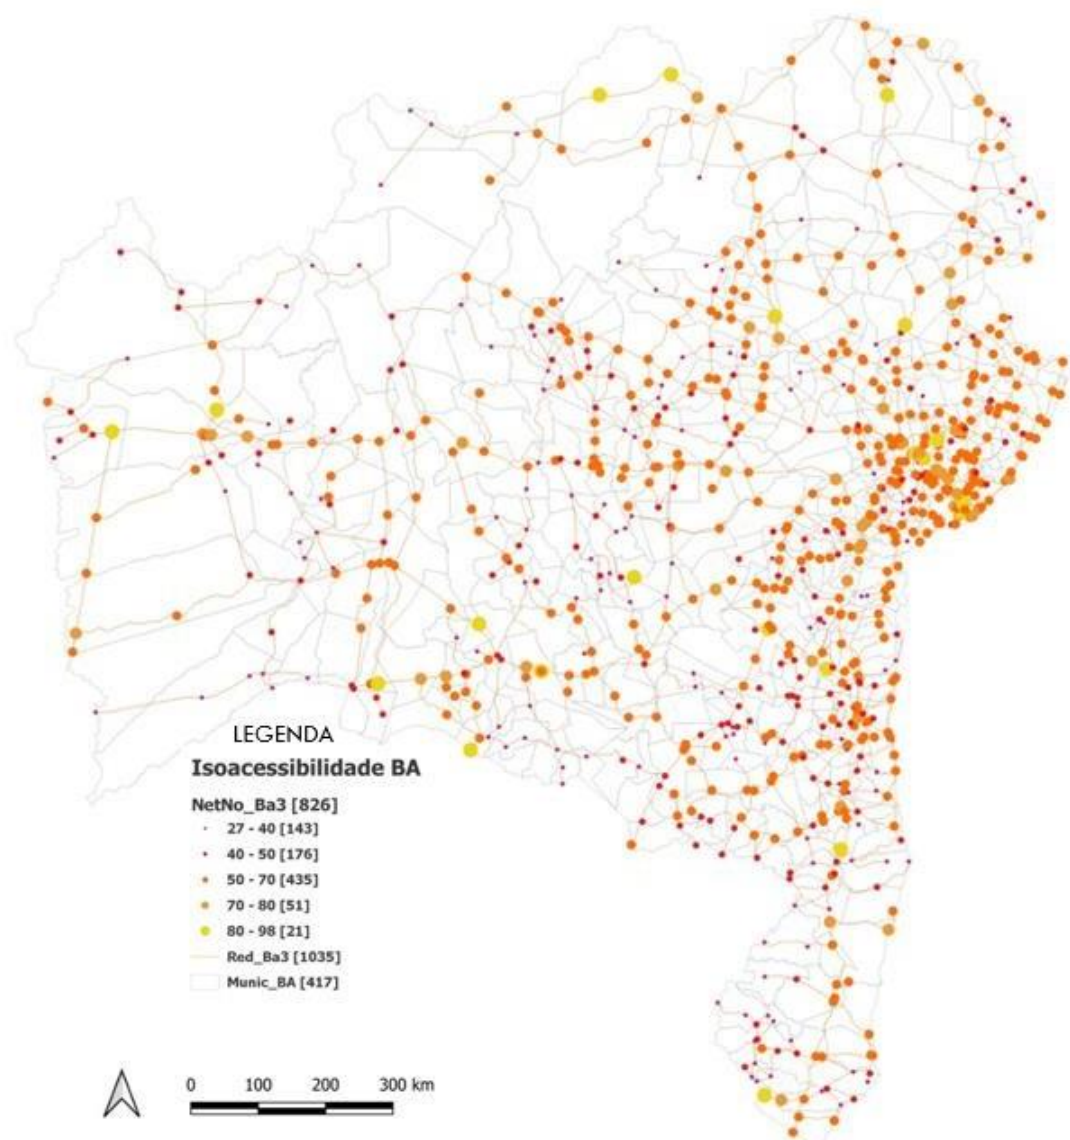 LEGENDA
Isoacessibilidade BA
NetNo_Ba3 [826]
27 - 40 [143]
40 - 50 [176]
50 - 70 [435]
70 - 80 [51]
80 - 98 [21]
Red_Ba3 [1035]
Munic_BA [417]
0 100 200 300 km